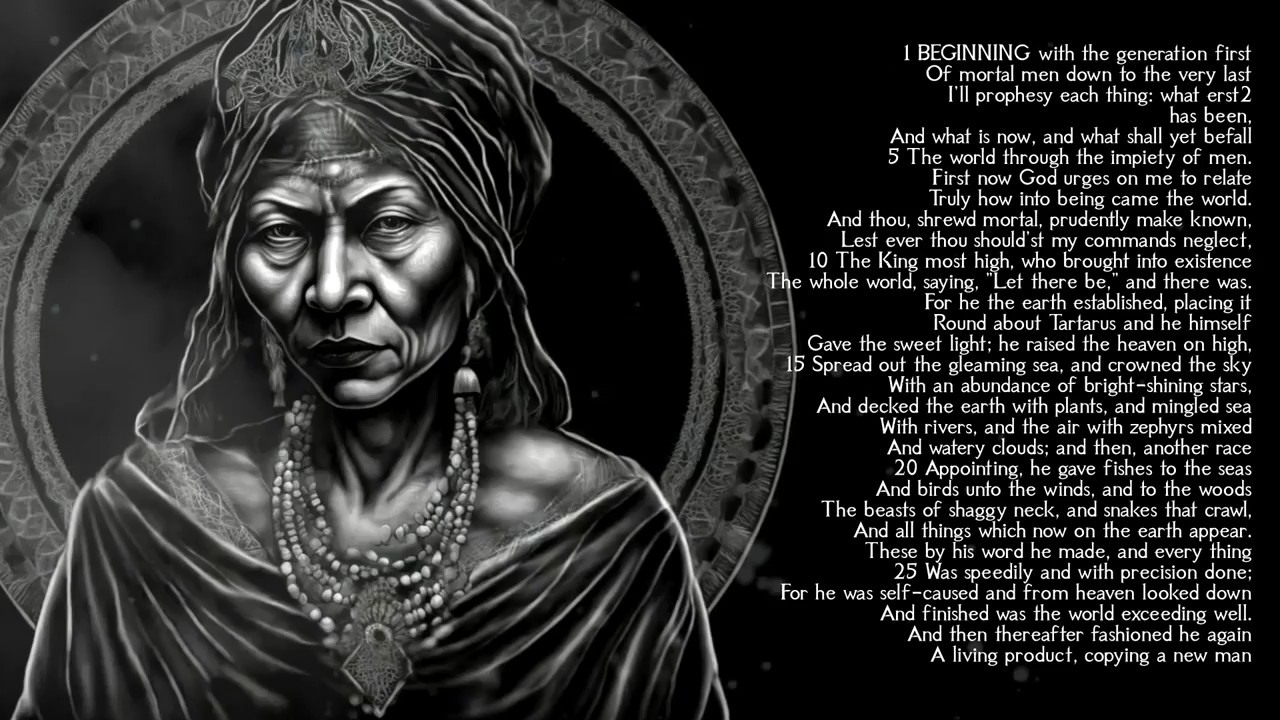 1 BEGINNING with the generation first
Of mortal men down to the very last
I'll prophesy each thing: what erst2
has been,
And what is now, and what shall yet befall
5 The world through the impiety of men.
First now God urges on me to relate
Truly how into being came the world.
And thou, shrewd mortal, prudently make known,
Lest ever thou should'st my commands neglect,
10 The King most high, who brought into existence
The whole world, saying, "Let there be," and there was.
For he the earth established, placing it
Round about Tartarus and he himself
Gave the sweet light; he raised the heaven on high,
15 Spread out the gleaming sea, and crowned the sky
With an abundance of bright-shining stars,
And decked the earth with plants, and mingled sea
With rivers, and the air with zephyrs mixed
And watery clouds; and then, another race
20 Appointing, he gave fishes to the seas
And birds unto the winds, and to the woods
The beasts of shaggy neck, and snakes that crawl,
And all things which now on the earth appear.
These by his word he made, and every thing
25 Was speedily and with precision done;
For he was self-caused and from heaven looked down
And finished was the world exceeding well.
And then thereafter fashioned he again
A living product, copying a new man